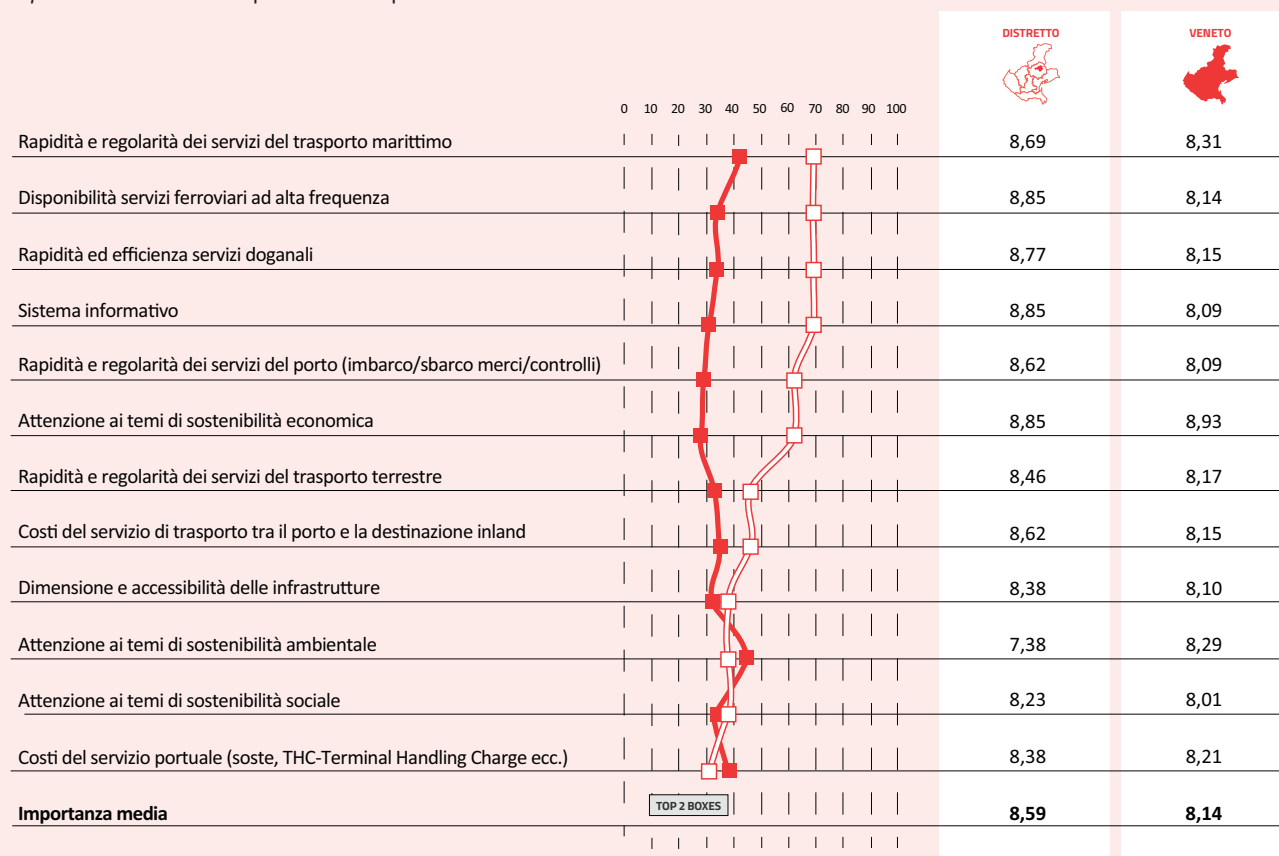 DISTRETTO VENETO
0 10 20 30 40 50 60 70 80 90 100
Rapidità e regolarità dei servizi del trasporto marittimo 8,69 8,31
Disponibilità servizi ferroviari ad alta frequenza 8,85 8,14
Rapidità ed efficienza servizi doganali 8,77 8,15
Sistema informativo 8,85 8,09
Rapidità e regolarità dei servizi del porto (imbarco/sbarco merci/controlli) 8,62 8,09
Attenzione ai temi di sostenibilità economica 8,85 8,93
Rapidità e regolarità dei servizi del trasporto terrestre 8,46 8,17
Costi del servizio di trasporto tra il porto e la destinazione inland 8,62 8,15
Dimensione e accessibilità delle infrastrutture 8,38 8,10
Attenzione ai temi di sostenibilità ambientale 7,38 8,29
Attenzione ai temi di sostenibilità sociale 8,23 8,01
Costi del servizio portuale (soste, THC-Terminal Handling Charge ecc.) 8,38 8,21
Importanza media TOP 2 BOXES 8,59 8,14